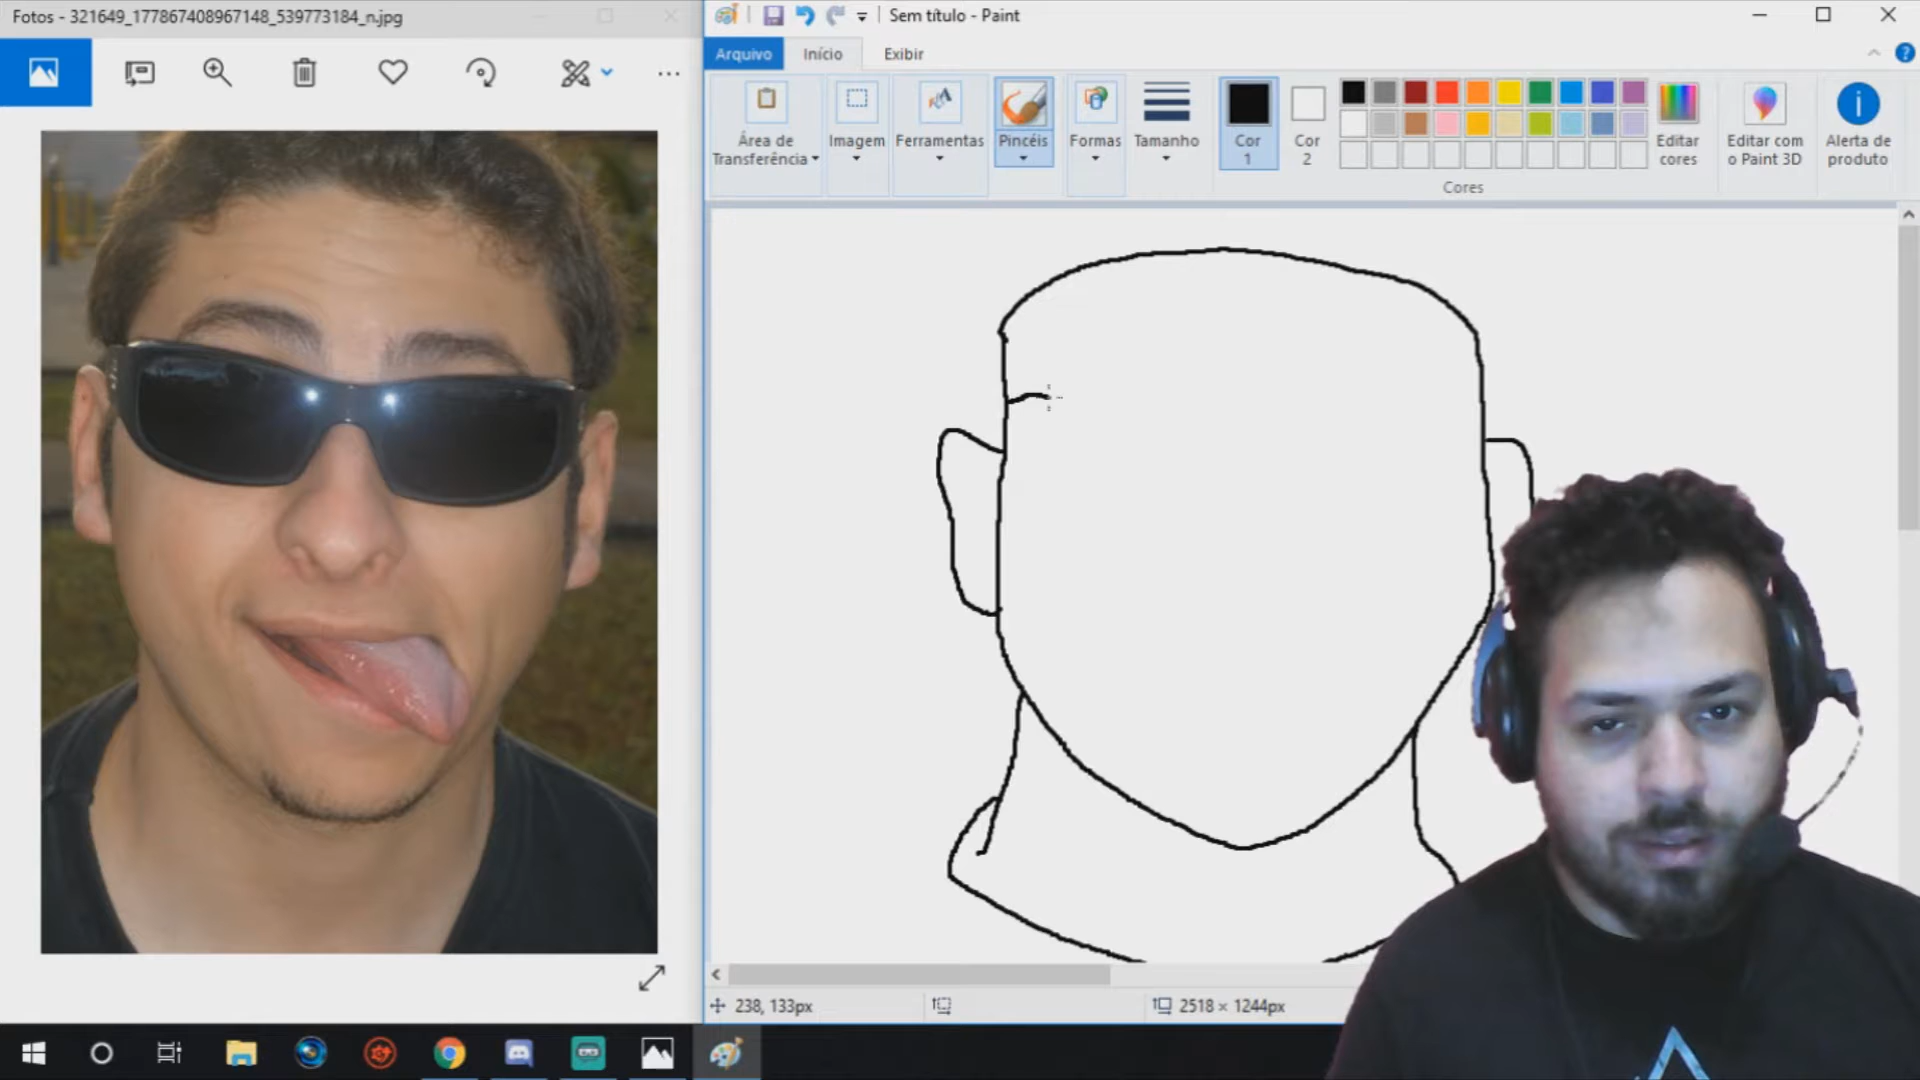 Fotos - 321649_177867408967148_539773184_n.jpg
Sem título - Paint
Arquivo
Início
Exibir
Área de
Transferência
Imagem
Ferramentas
Pincéis
Formas
Tamanho
Cor
1
Cor
2
Editar
cores
Editar com
o Paint 3D
Alerta de
produto
Cores
238, 133px
2518 × 1244px